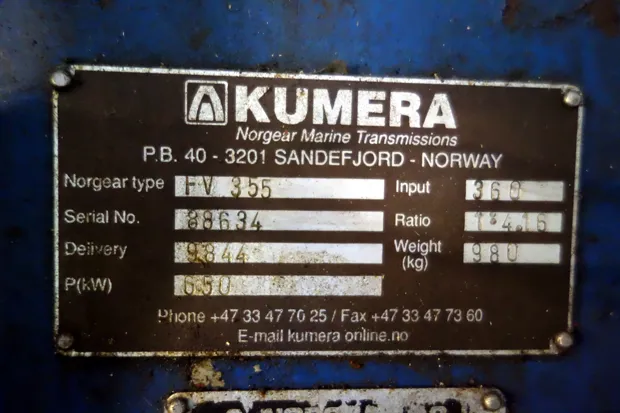 KUMERA
Norgear Marine Transmissions
P.B. 40 - 3201 SANDEFJORD - NORWAY
Norgear type FV 355 Input 360
Serial No. 88634 Ratio 1:4.16
Delivery 9844 Weight (kg) 980
P(kW) 650
Phone +47 33 47 70 25 / Fax +47 33 47 73 60
E-mail kumera online.no